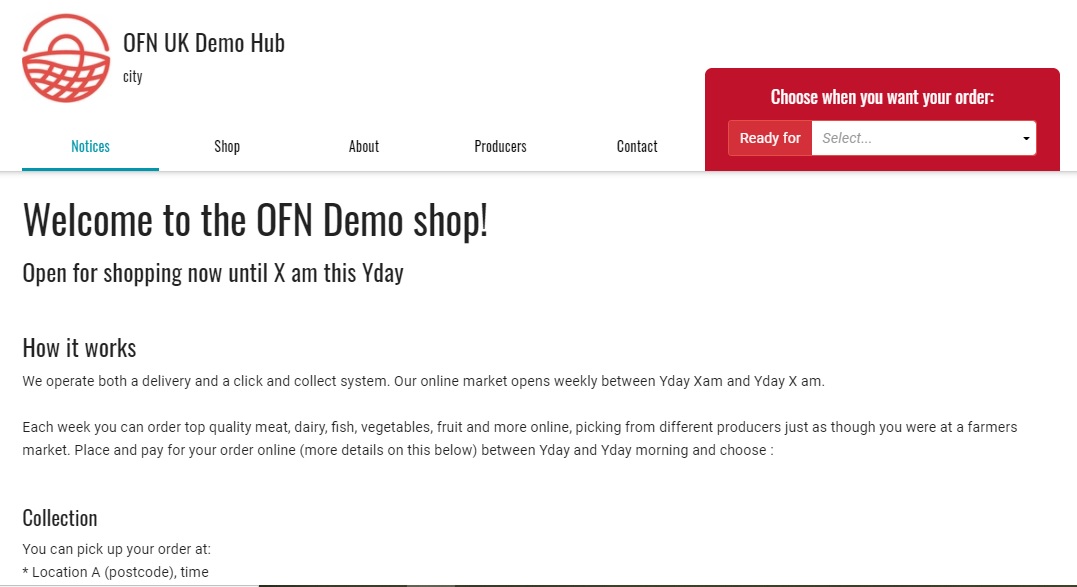 OFN UK Demo Hub
city
Choose when you want your order:
Ready for Select...
Notices Shop About Producers Contact
Welcome to the OFN Demo shop!
Open for shopping now until X am this Yday
How it works
We operate both a delivery and a click and collect system. Our online market opens weekly between Yday Xam and Yday X am.
Each week you can order top quality meat, dairy, fish, vegetables, fruit and more online, picking from different producers just as though you were at a farmers
market. Place and pay for your order online (more details on this below) between Yday and Yday morning and choose :
Collection
You can pick up your order at:
* Location A (postcode), time